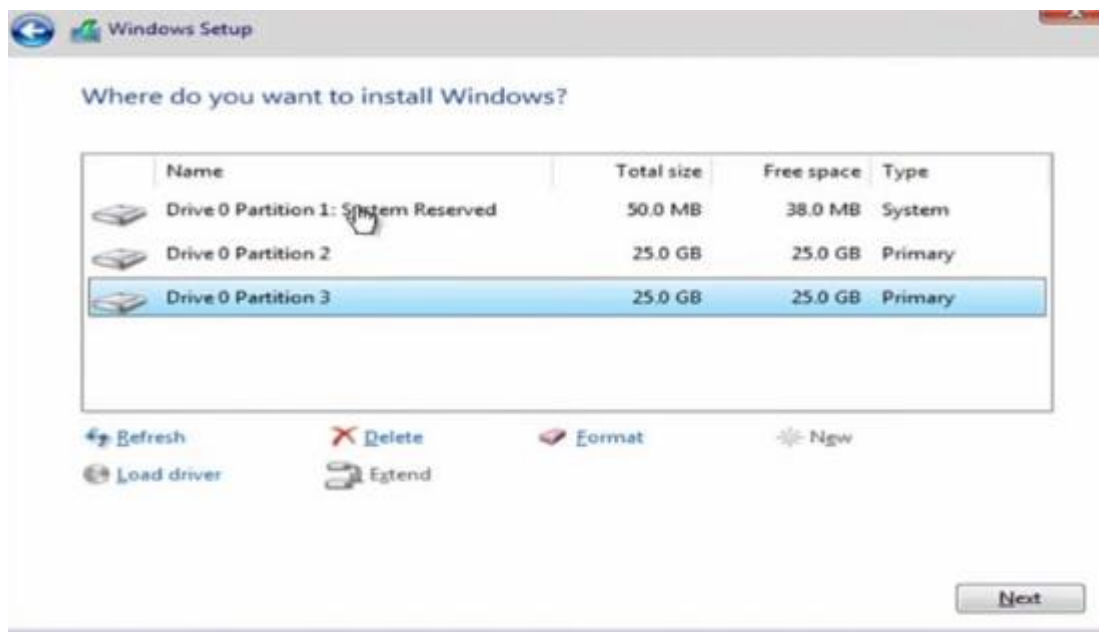 Windows Setup
Where do you want to install Windows?
Name Total size Free space Type
Drive 0 Partition 1: System Reserved 50.0 MB 38.0 MB System
Drive 0 Partition 2 25.0 GB 25.0 GB Primary
Drive 0 Partition 3 25.0 GB 25.0 GB Primary
Refresh Delete Format New
Load driver Extend
Next